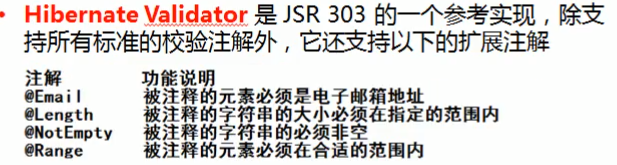 • Hibernate Validator 是 JSR 303 的一个参考实现，除支
持所有标准的校验注解外，它还支持以下的扩展注解
注解 功能说明
@Email 被注释的元素必须是电子邮箱地址
@Length 被注释的字符串的大小必须在指定的范围内
@NotEmpty 被注释的字符串的必须非空
@Range 被注释的元素必须在合适的范围内